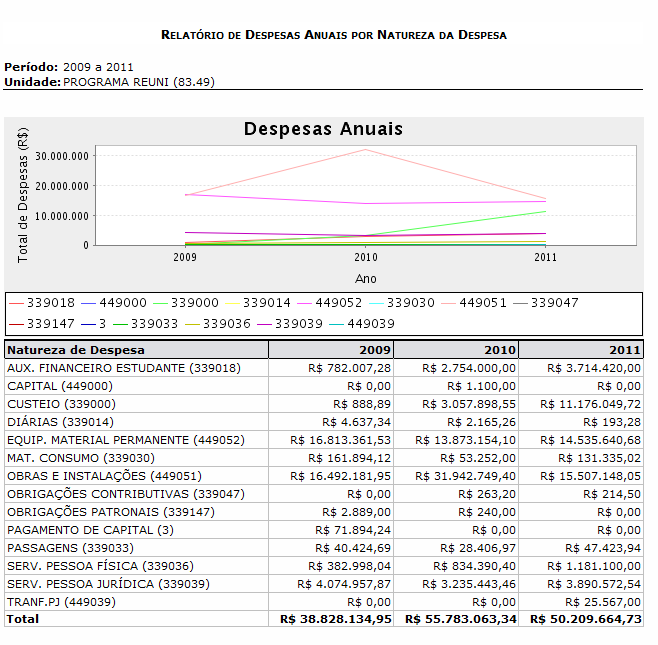 RELATÓRIO DE DESPESAS ANUAIS POR NATUREZA DA DESPESA
Período: 2009 a 2011
Unidade: PROGRAMA REUNI (83.49)
Despesas Anuais
Total de Despesas (R$)
30.000.000
20.000.000
10.000.000
0
2009 2010 2011
Ano
339018 449000 339000 339014 449052 339030 449051 339047
339147 3 339033 339036 339039 449039
Natureza de Despesa 2009 2010 2011
AUX. FINANCEIRO ESTUDANTE (339018) R$ 782.007,28 R$ 2.754.000,00 R$ 3.714.420,00
CAPITAL (449000) R$ 0,00 R$ 1.100,00 R$ 0,00
CUSTEIO (339000) R$ 888,89 R$ 3.057.898,55 R$ 11.176.049,72
DIÁRIAS (339014) R$ 4.637,34 R$ 2.165,26 R$ 193,28
EQUIP. MATERIAL PERMANENTE (449052) R$ 16.813.361,53 R$ 13.873.154,10 R$ 14.535.640,68
MAT. CONSUMO (339030) R$ 161.894,12 R$ 53.252,00 R$ 131.335,02
OBRAS E INSTALAÇÕES (449051) R$ 16.492.181,95 R$ 31.942.749,40 R$ 15.507.148,05
OBRIGAÇÕES CONTRIBUTIVAS (339047) R$ 0,00 R$ 263,20 R$ 214,50
OBRIGAÇÕES PATRONAIS (339147) R$ 2.889,00 R$ 240,00 R$ 0,00
PAGAMENTO DE CAPITAL (3) R$ 71.894,24 R$ 0,00 R$ 0,00
PASSAGENS (339033) R$ 40.424,69 R$ 28.406,97 R$ 47.423,94
SERV. PESSOA FÍSICA (339036) R$ 382.998,04 R$ 834.390,40 R$ 1.181.100,00
SERV. PESSOA JURÍDICA (339039) R$ 4.074.957,87 R$ 3.235.443,46 R$ 3.890.572,54
TRANF.PJ (449039) R$ 0,00 R$ 0,00 R$ 25.567,00
Total R$ 38.828.134,95 R$ 55.783.063,34 R$ 50.209.664,73